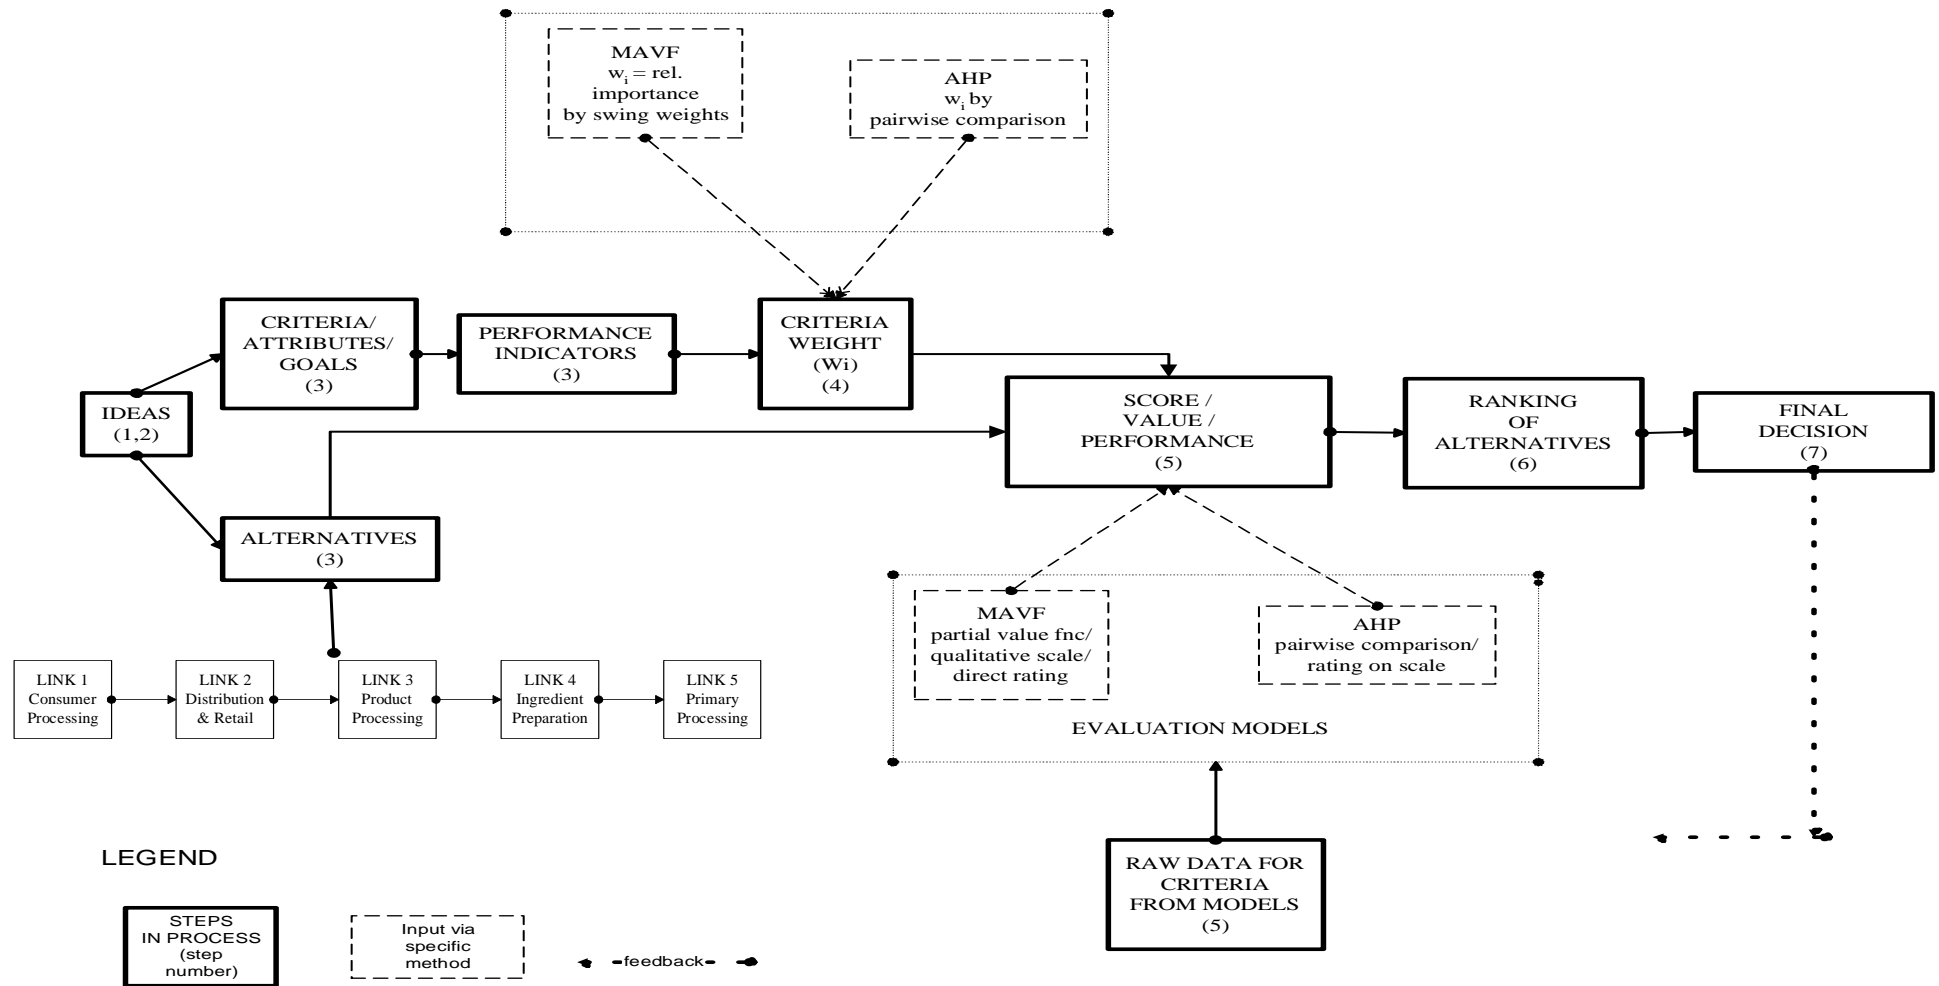 MAVF
wi = rel.
importance
by swing weights
AHP
wi by
pairwise comparison
CRITERIA/
ATTRIBUTES/
GOALS
(3)
PERFORMANCE
INDICATORS
(3)
CRITERIA
WEIGHT
(Wi)
(4)
IDEAS
(1,2)
SCORE /
VALUE /
PERFORMANCE
(5)
RANKING
OF
ALTERNATIVES
(6)
FINAL
DECISION
(7)
ALTERNATIVES
(3)
LINK 1
Consumer
Processing
LINK 2
Distribution
& Retail
LINK 3
Product
Processing
LINK 4
Ingredient
Preparation
LINK 5
Primary
Processing
MAVF
partial value fnc/
qualitative scale/
direct rating
AHP
pairwise comparison/
rating on scale
EVALUATION MODELS
RAW DATA FOR
CRITERIA
FROM MODELS
(5)
LEGEND
STEPS
IN PROCESS
(step
number)
Input via
specific
method
feedback